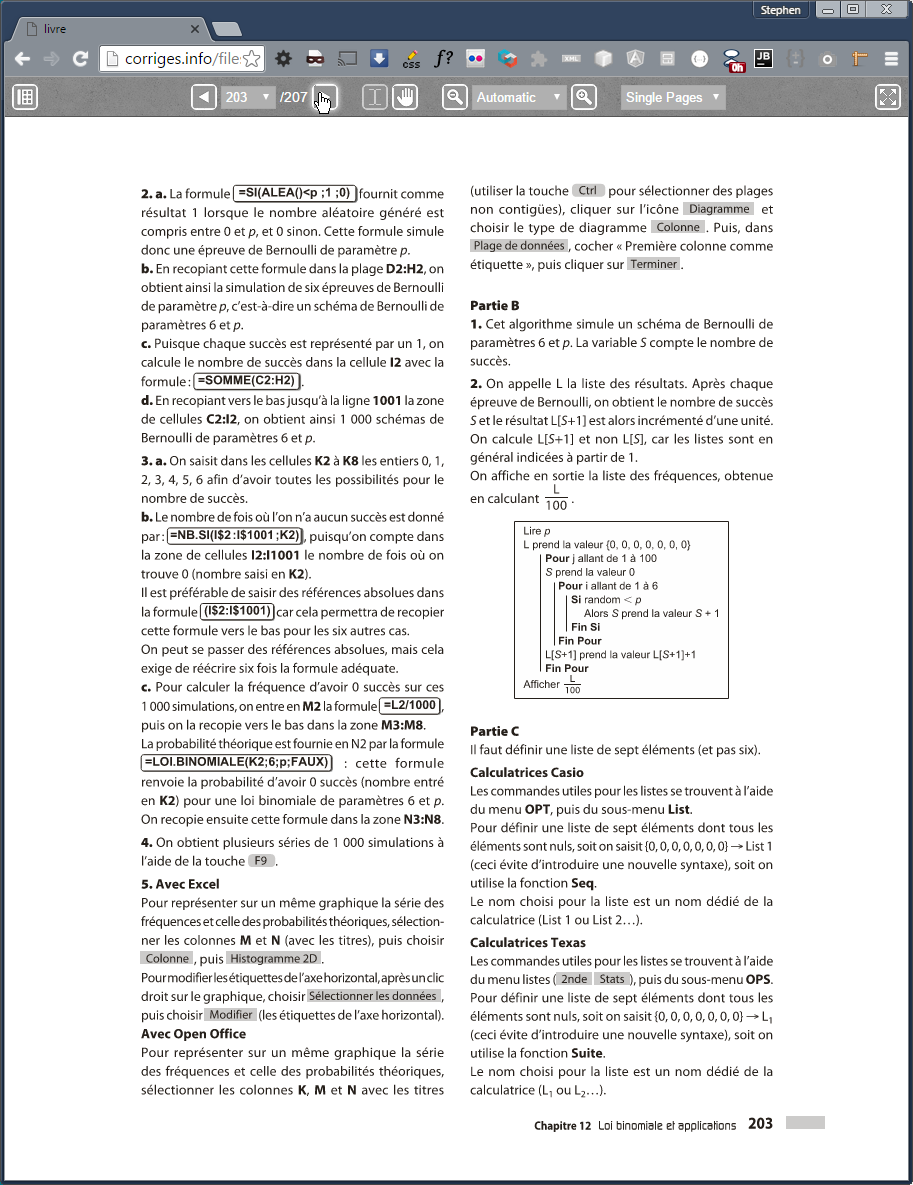 Stephen
livre
corriges.info/file
css
f?
XML
0h
JB
203
/207
Automatic
Single Pages
2. a. La formule =SI(ALEA()<p ;1 ;0) fournit comme
résultat 1 lorsque le nombre aléatoire généré est
compris entre 0 et p, et 0 sinon. Cette formule simule
donc une épreuve de Bernoulli de paramètre p.
b. En recopiant cette formule dans la plage D2:H2, on
obtient ainsi la simulation de six épreuves de Bernoulli
de paramètre p, c'est-à-dire un schéma de Bernoulli de
paramètres 6 et p.
c. Puisque chaque succès est représenté par un 1, on
calcule le nombre de succès dans la cellule I2 avec la
formule : =SOMME(C2:H2) .
d. En recopiant vers le bas jusqu'à la ligne 1001 la zone
de cellules C2:I2, on obtient ainsi 1 000 schémas de
Bernoulli de paramètres 6 et p.
3. a. On saisit dans les cellules K2 à K8 les entiers 0, 1,
2, 3, 4, 5, 6 afin d'avoir toutes les possibilités pour le
nombre de succès.
b. Le nombre de fois où l'on n'a aucun succès est donné
par : =NB.SI(I$2 :I$1001 ;K2) , puisqu'on compte dans
la zone de cellules I2:I1001 le nombre de fois où on
trouve 0 (nombre saisi en K2).
Il est préférable de saisir des références absolues dans
la formule (I$2:I$1001) car cela permettra de recopier
cette formule vers le bas pour les six autres cas.
On peut se passer des références absolues, mais cela
exige de réécrire six fois la formule adéquate.
c. Pour calculer la fréquence d'avoir 0 succès sur ces
1 000 simulations, on entre en M2 la formule =L2/1000 ,
puis on la recopie vers le bas dans la zone M3:M8.
La probabilité théorique est fournie en N2 par la formule
=LOI.BINOMIALE(K2;6;p;FAUX) : cette formule
renvoie la probabilité d'avoir 0 succès (nombre entré
en K2) pour une loi binomiale de paramètres 6 et p.
On recopie ensuite cette formule dans la zone N3:N8.
4. On obtient plusieurs séries de 1 000 simulations à
l'aide de la touche F9 .
5. Avec Excel
Pour représenter sur un même graphique la série des
fréquences et celle des probabilités théoriques, sélection-
ner les colonnes M et N (avec les titres), puis choisir
Colonne , puis Histogramme 2D .
Pour modifier les étiquettes de l'axe horizontal, après un clic
droit sur le graphique, choisir Sélectionner les données ,
puis choisir Modifier (les étiquettes de l'axe horizontal).
Avec Open Office
Pour représenter sur un même graphique la série
des fréquences et celle des probabilités théoriques,
sélectionner les colonnes K, M et N avec les titres
(utiliser la touche Ctrl pour sélectionner des plages
non contigües), cliquer sur l'icône Diagramme et
choisir le type de diagramme Colonne . Puis, dans
Plage de données , cocher « Première colonne comme
étiquette », puis cliquer sur Terminer .
Partie B
1. Cet algorithme simule un schéma de Bernoulli de
paramètres 6 et p. La variable S compte le nombre de
succès.
2. On appelle L la liste des résultats. Après chaque
épreuve de Bernoulli, on obtient le nombre de succès
S et le résultat L[S+1] est alors incrémenté d'une unité.
On calcule L[S+1] et non L[S], car les listes sont en
général indicées à partir de 1.
On affiche en sortie la liste des fréquences, obtenue
en calculant L/100 .
Lire p
L prend la valeur {0, 0, 0, 0, 0, 0, 0}
Pour j allant de 1 à 100
S prend la valeur 0
Pour i allant de 1 à 6
Si random < p
Alors S prend la valeur S + 1
Fin Si
Fin Pour
L[S+1] prend la valeur L[S+1]+1
Fin Pour
Afficher L/100
Partie C
Il faut définir une liste de sept éléments (et pas six).
Calculatrices Casio
Les commandes utiles pour les listes se trouvent à l'aide
du menu OPT, puis du sous-menu List.
Pour définir une liste de sept éléments dont tous les
éléments sont nuls, soit on saisit {0, 0, 0, 0, 0, 0, 0} → List 1
(ceci évite d'introduire une nouvelle syntaxe), soit on
utilise la fonction Seq.
Le nom choisi pour la liste est un nom dédié de la
calculatrice (List 1 ou List 2…).
Calculatrices Texas
Les commandes utiles pour les listes se trouvent à l'aide
du menu listes ( 2nde Stats ), puis du sous-menu OPS.
Pour définir une liste de sept éléments dont tous les
éléments sont nuls, soit on saisit {0, 0, 0, 0, 0, 0, 0} → L₁
(ceci évite d'introduire une nouvelle syntaxe), soit on
utilise la fonction Suite.
Le nom choisi pour la liste est un nom dédié de la
calculatrice (L₁ ou L₂…).
Chapitre 12 Loi binomiale et applications 203